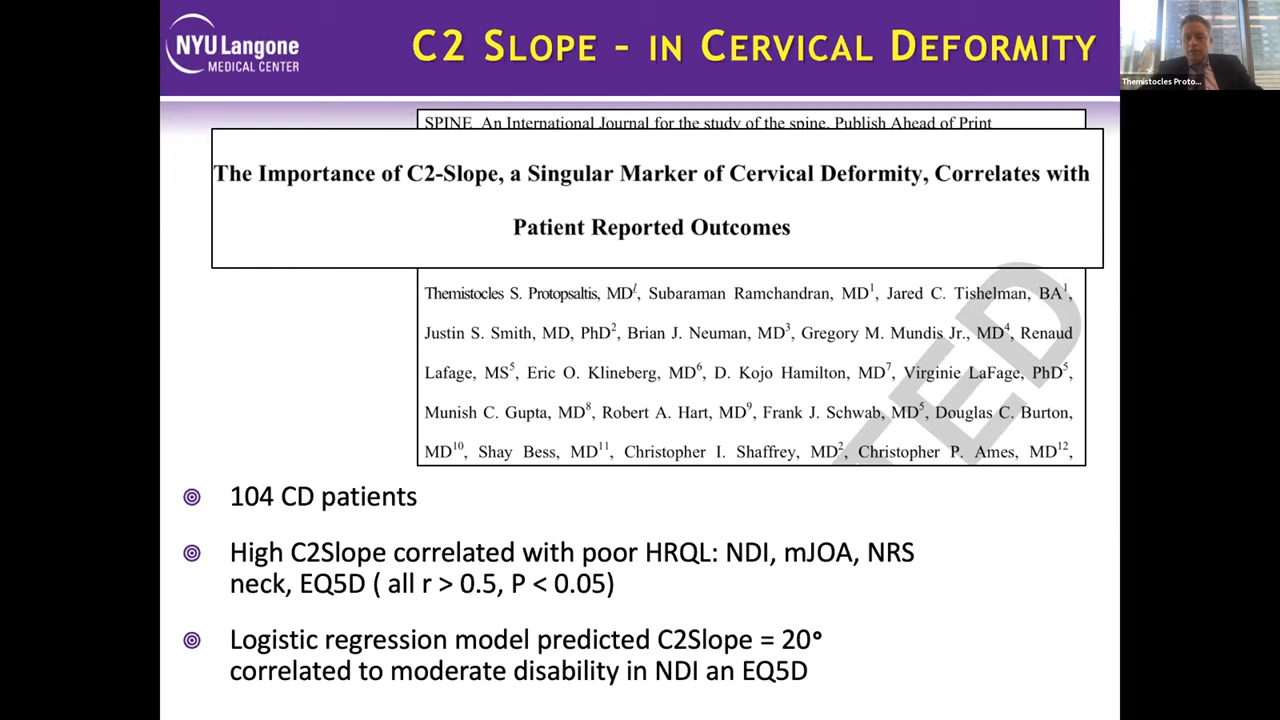 NYU Langone
MEDICAL CENTER
C2 SLOPE - IN CERVICAL DEFORMITY
Themistocles Proto...
SPINE An International Journal for the study of the spine, Publish Ahead of Print
The Importance of C2-Slope, a Singular Marker of Cervical Deformity, Correlates with
Patient Reported Outcomes
Themistocles S. Protopsaltis, MD¹, Subaraman Ramchandran, MD¹, Jared C. Tishelman, BA¹,
Justin S. Smith, MD, PhD², Brian J. Neuman, MD³, Gregory M. Mundis Jr., MD⁴, Renaud
Lafage, MS⁵, Eric O. Klineberg, MD⁶, D. Kojo Hamilton, MD⁷, Virginie LaFage, PhD⁵,
Munish C. Gupta, MD⁸, Robert A. Hart, MD⁹, Frank J. Schwab, MD⁵, Douglas C. Burton,
MD¹⁰, Shay Bess, MD¹¹, Christopher I. Shaffrey, MD², Christopher P. Ames, MD¹²,
TED
104 CD patients
High C2Slope correlated with poor HRQL: NDI, mJOA, NRS
neck, EQ5D ( all r > 0.5, P < 0.05)
Logistic regression model predicted C2Slope = 20°
correlated to moderate disability in NDI an EQ5D